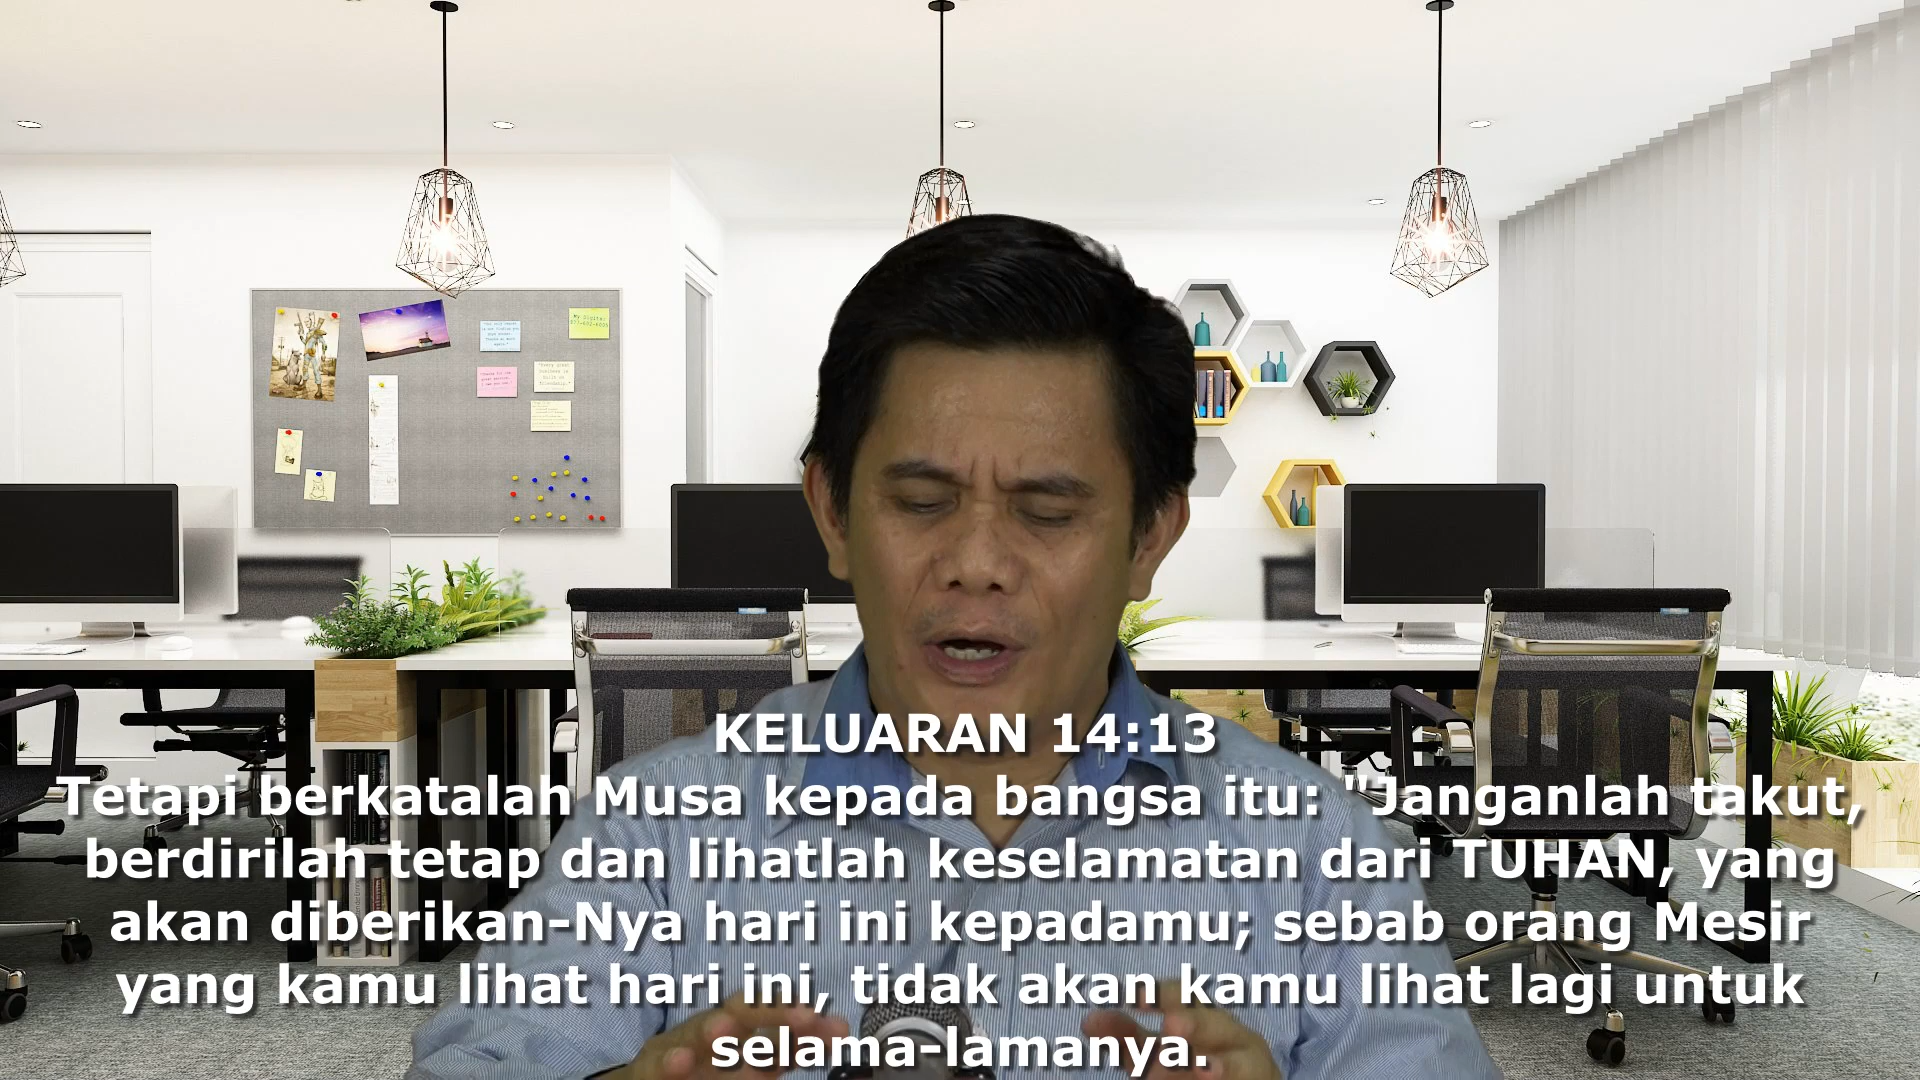 My Digits:
KELUARAN 14:13
Tetapi berkatalah Musa kepada bangsa itu: "Janganlah takut,
berdirilah tetap dan lihatlah keselamatan dari TUHAN, yang
akan diberikan-Nya hari ini kepadamu; sebab orang Mesir
yang kamu lihat hari ini, tidak akan kamu lihat lagi untuk
selama-lamanya.